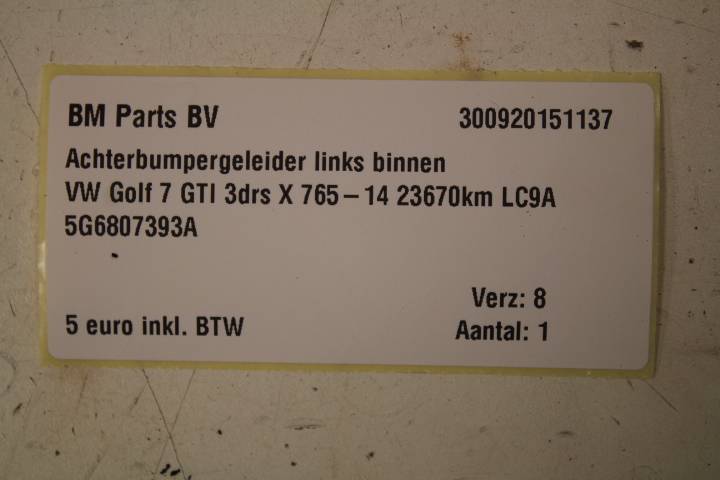 BM Parts BV 300920151137
Achterbumpergeleider links binnen
VW Golf 7 GTI 3drs X 765-14 23670km LC9A
5G6807393A
Verz: 8
5 euro inkl. BTW Aantal: 1